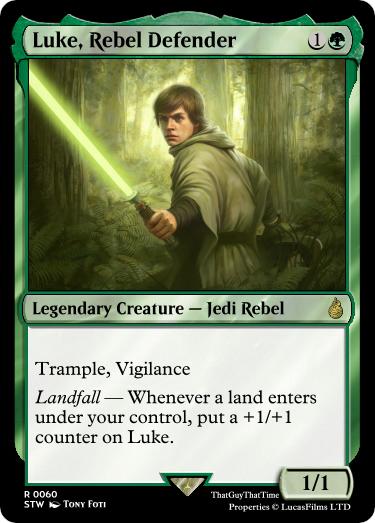 Luke, Rebel Defender 1
Legendary Creature — Jedi Rebel
Trample, Vigilance
Landfall — Whenever a land enters
under your control, put a +1/+1
counter on Luke.
1/1
R 0060
ThatGuyThatTime
STW Tony Foti
Properties © LucasFilms LTD